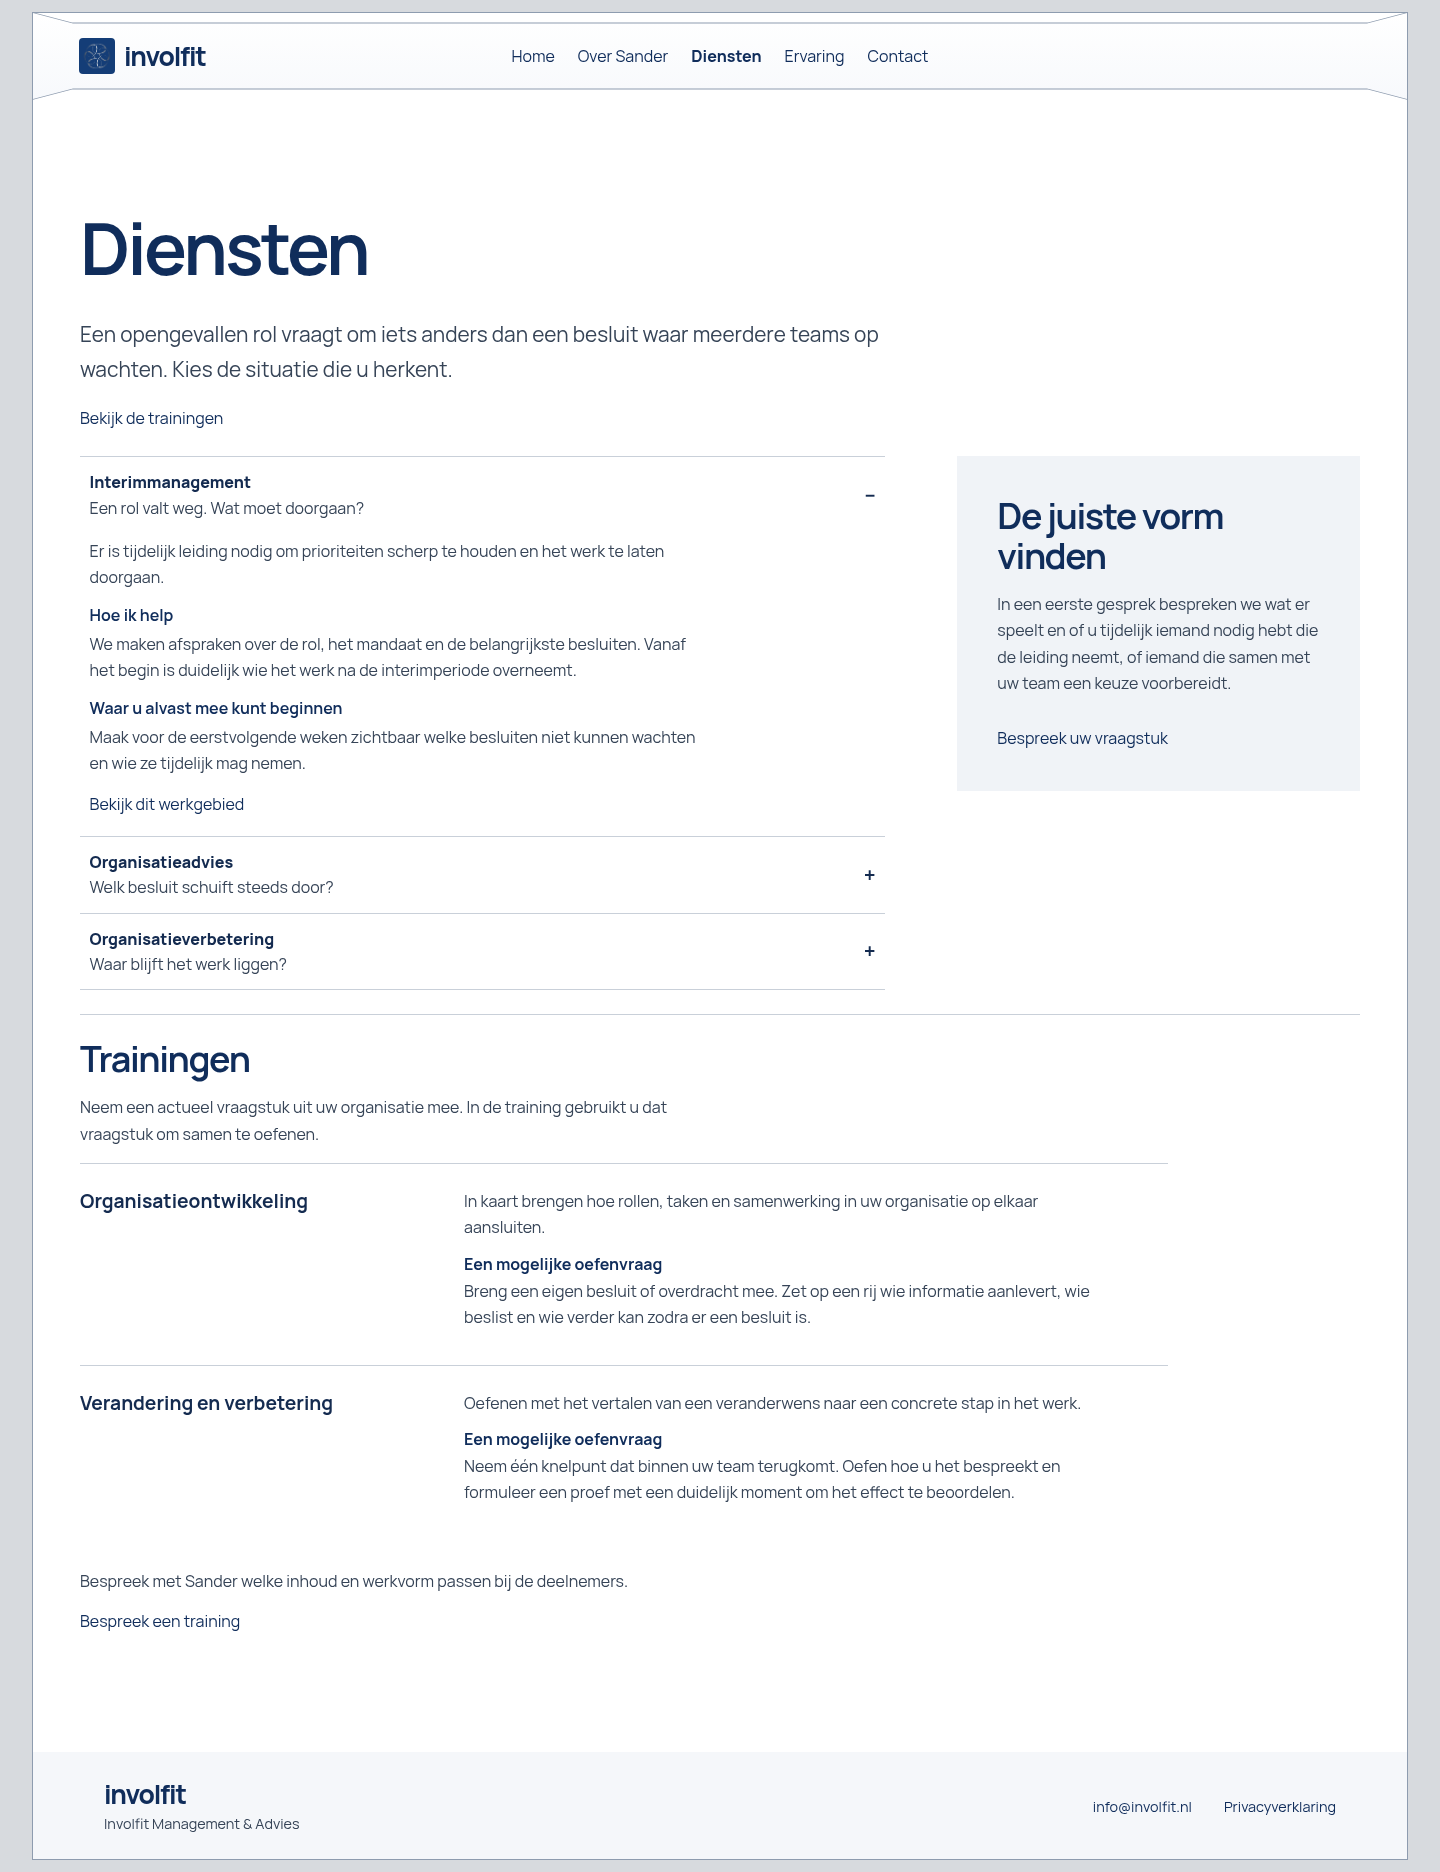 involfit
Home Over Sander Diensten Ervaring Contact
Diensten
Een opengevallen rol vraagt om iets anders dan een besluit waar meerdere teams op
wachten. Kies de situatie die u herkent.
Bekijk de trainingen
Interimmanagement
Een rol valt weg. Wat moet doorgaan?
–
Er is tijdelijk leiding nodig om prioriteiten scherp te houden en het werk te laten
doorgaan.
Hoe ik help
We maken afspraken over de rol, het mandaat en de belangrijkste besluiten. Vanaf
het begin is duidelijk wie het werk na de interimperiode overneemt.
Waar u alvast mee kunt beginnen
Maak voor de eerstvolgende weken zichtbaar welke besluiten niet kunnen wachten
en wie ze tijdelijk mag nemen.
Bekijk dit werkgebied
Organisatieadvies
Welk besluit schuift steeds door?
+
Organisatieverbetering
Waar blijft het werk liggen?
+
De juiste vorm
vinden
In een eerste gesprek bespreken we wat er
speelt en of u tijdelijk iemand nodig hebt die
de leiding neemt, of iemand die samen met
uw team een keuze voorbereidt.
Bespreek uw vraagstuk
Trainingen
Neem een actueel vraagstuk uit uw organisatie mee. In de training gebruikt u dat
vraagstuk om samen te oefenen.
Organisatieontwikkeling
In kaart brengen hoe rollen, taken en samenwerking in uw organisatie op elkaar
aansluiten.
Een mogelijke oefenvraag
Breng een eigen besluit of overdracht mee. Zet op een rij wie informatie aanlevert, wie
beslist en wie verder kan zodra er een besluit is.
Verandering en verbetering
Oefenen met het vertalen van een veranderwens naar een concrete stap in het werk.
Een mogelijke oefenvraag
Neem één knelpunt dat binnen uw team terugkomt. Oefen hoe u het bespreekt en
formuleer een proef met een duidelijk moment om het effect te beoordelen.
Bespreek met Sander welke inhoud en werkvorm passen bij de deelnemers.
Bespreek een training
involfit
Involfit Management & Advies
info@involfit.nl Privacyverklaring